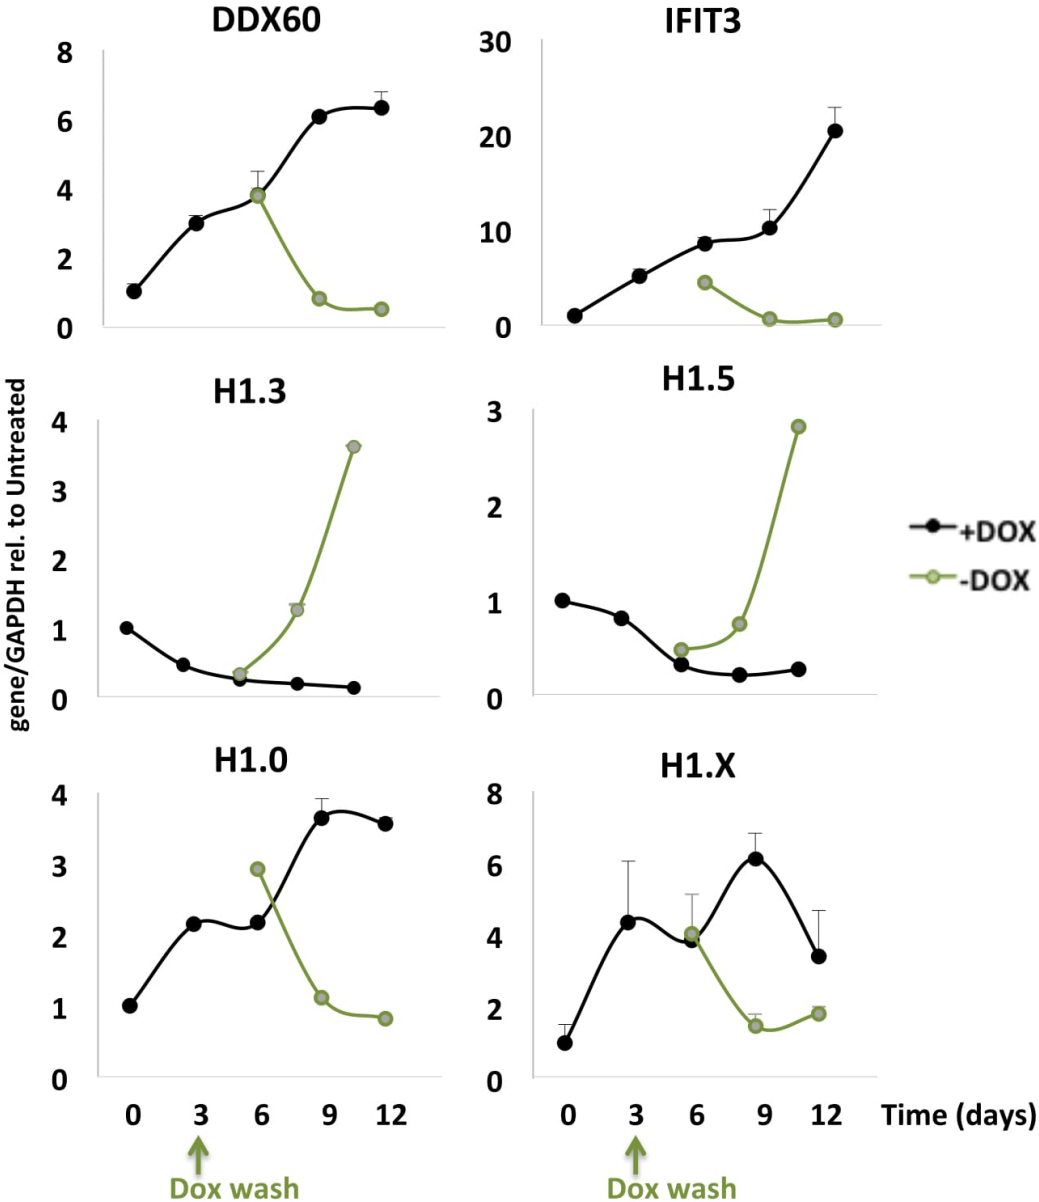 DDX60
IFIT3
8
6
4
2
0
30
20
10
0
H1.3
H1.5
gene/GAPDH rel. to Untreated
4
3
2
1
0
3
2
1
0
+DOX
-DOX
H1.0
H1.X
4
3
2
1
0
8
6
4
2
0
0 3 6 9 12
0 3 6 9 12 Time (days)
Dox wash
Dox wash